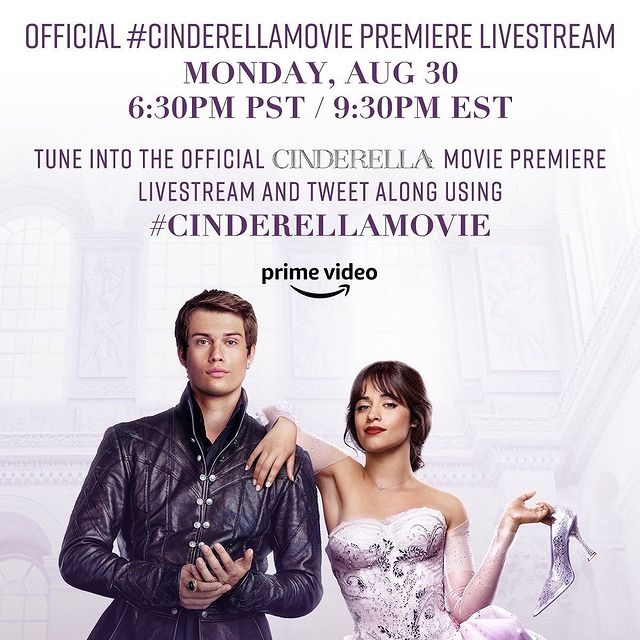 OFFICIAL #CINDERELLAMOVIE PREMIERE LIVESTREAM
MONDAY, AUG 30
6:30PM PST / 9:30PM EST
TUNE INTO THE OFFICIAL CINDERELLA MOVIE PREMIERE
LIVESTREAM AND TWEET ALONG USING
#CINDERELLAMOVIE
prime video